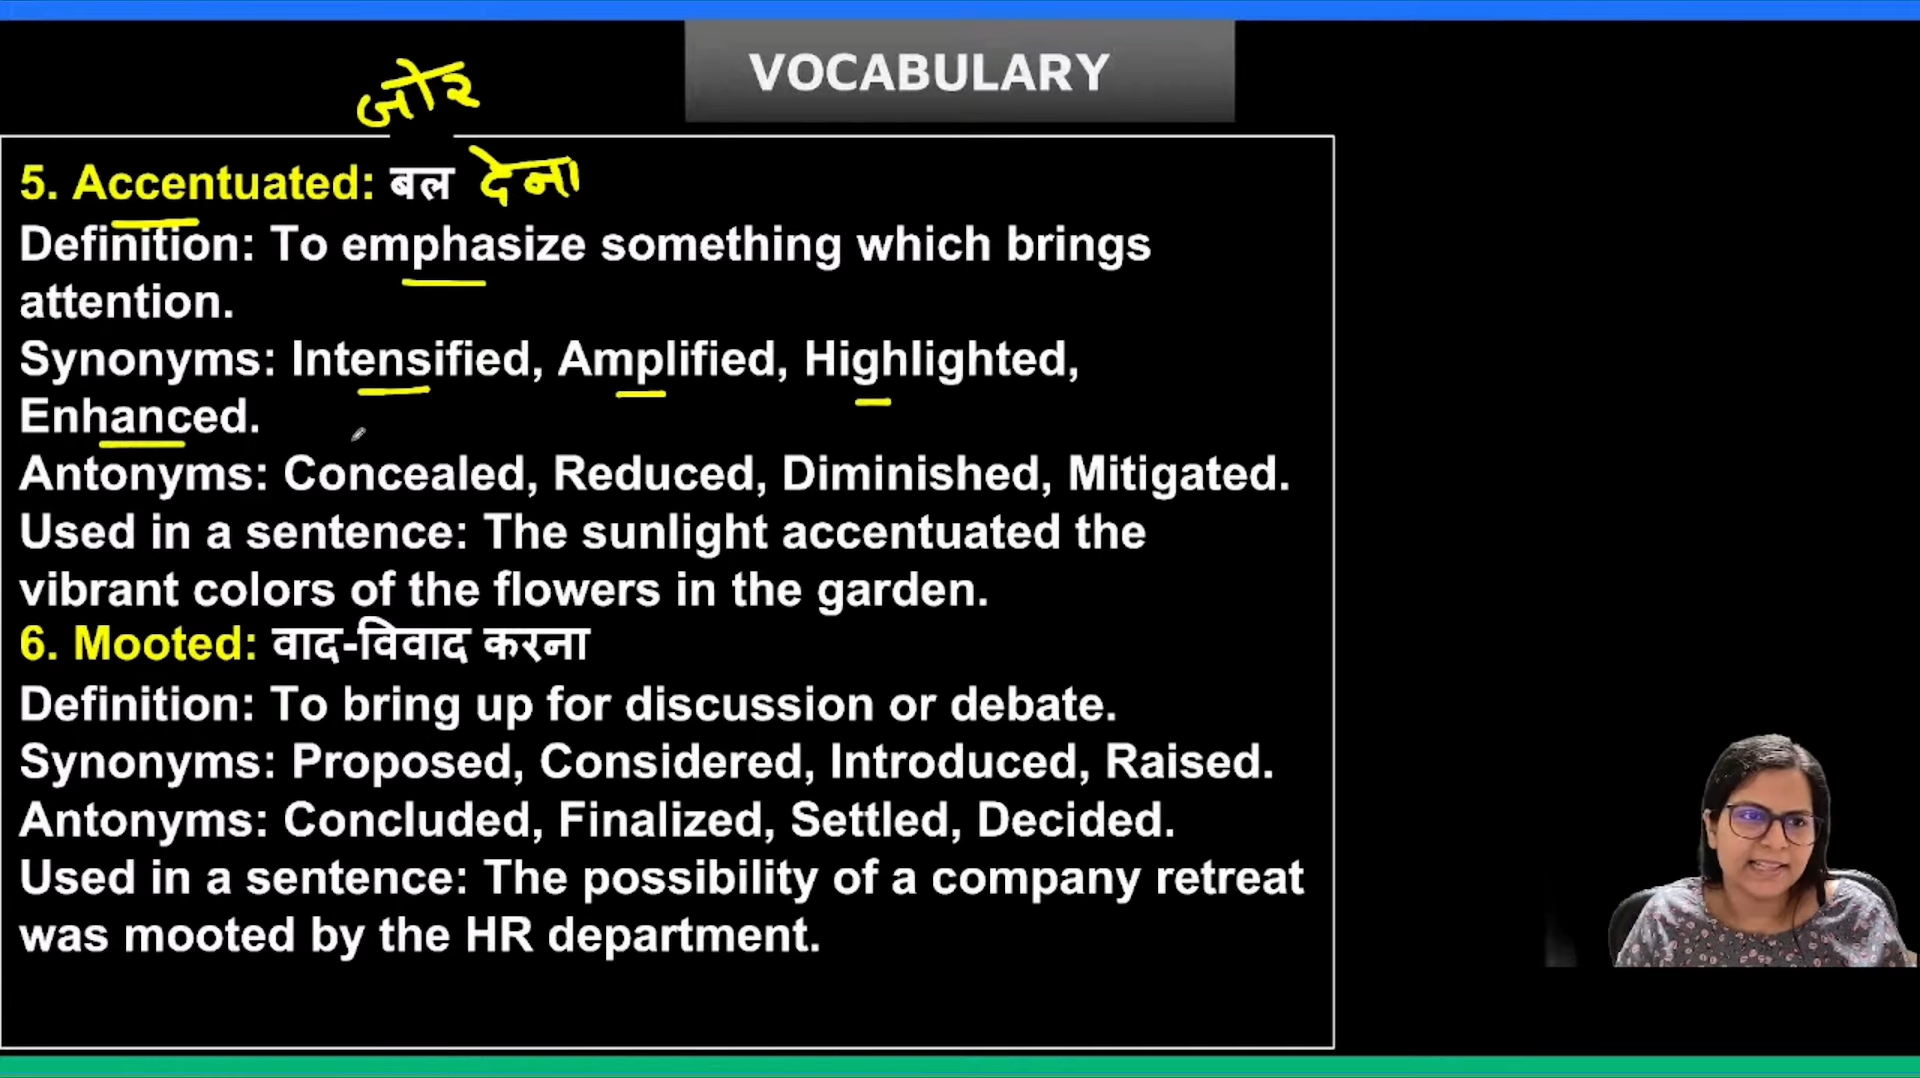 VOCABULARY
जोर
5. Accentuated: बल देना
Definition: To emphasize something which brings
attention.
Synonyms: Intensified, Amplified, Highlighted,
Enhanced.
Antonyms: Concealed, Reduced, Diminished, Mitigated.
Used in a sentence: The sunlight accentuated the
vibrant colors of the flowers in the garden.
6. Mooted: वाद-विवाद करना
Definition: To bring up for discussion or debate.
Synonyms: Proposed, Considered, Introduced, Raised.
Antonyms: Concluded, Finalized, Settled, Decided.
Used in a sentence: The possibility of a company retreat
was mooted by the HR department.